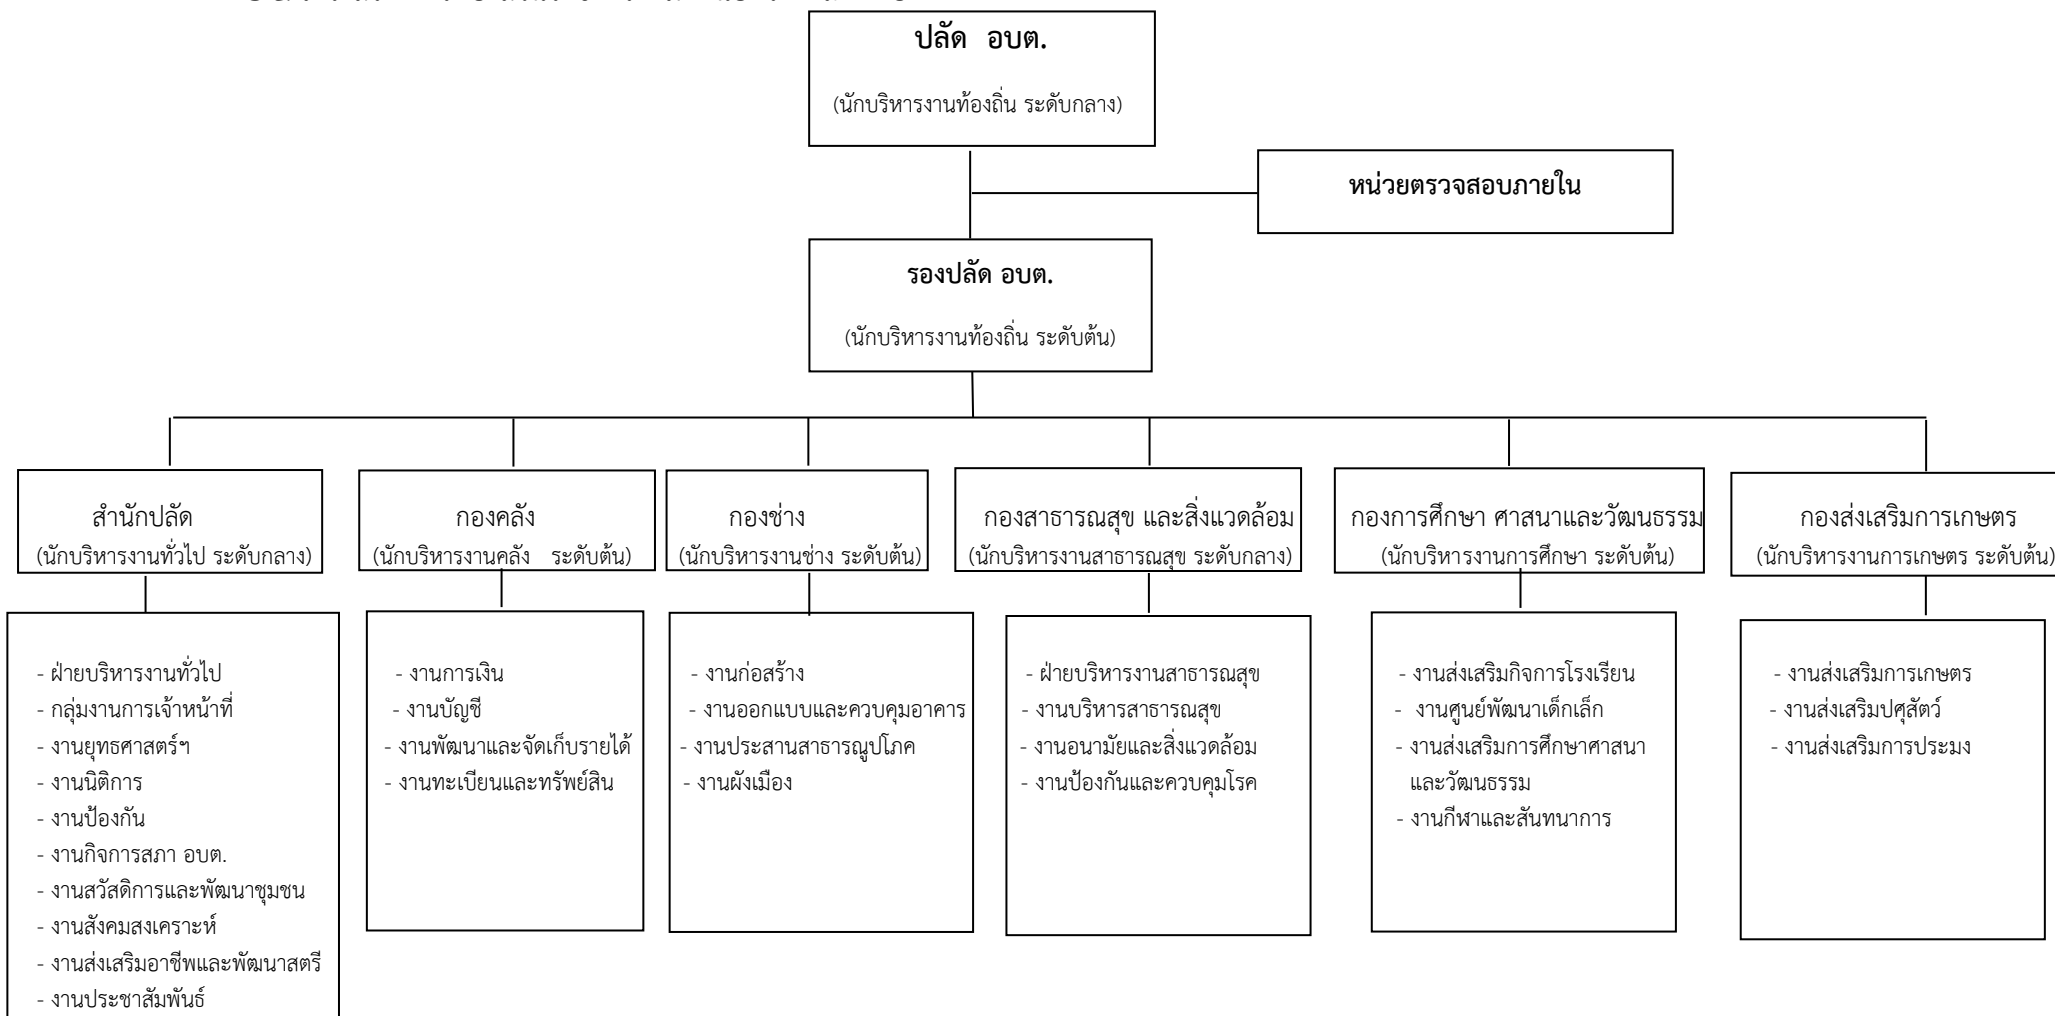 ปลัด อบต.
(นักบริหารงานท้องถิ่น ระดับกลาง)
หน่วยตรวจสอบภายใน
รองปลัด อบต.
(นักบริหารงานท้องถิ่น ระดับต้น)
สำนักปลัด
(นักบริหารงานทั่วไป ระดับกลาง)
กองคลัง
(นักบริหารงานคลัง ระดับต้น)
กองช่าง
(นักบริหารงานช่าง ระดับต้น)
กองสาธารณสุข และสิ่งแวดล้อม
(นักบริหารงานสาธารณสุข ระดับกลาง)
กองการศึกษา ศาสนาและวัฒนธรรม
(นักบริหารงานการศึกษา ระดับต้น)
กองส่งเสริมการเกษตร
(นักบริหารงานการเกษตร ระดับต้น)
- ฝ่ายบริหารงานทั่วไป
- กลุ่มงานการเจ้าหน้าที่
- งานยุทธศาสตร์ฯ
- งานนิติการ
- งานป้องกัน
- งานกิจการสภา อบต.
- งานสวัสดิการและพัฒนาชุมชน
- งานสังคมสงเคราะห์
- งานส่งเสริมอาชีพและพัฒนาสตรี
- งานประชาสัมพันธ์
- งานการเงิน
- งานบัญชี
- งานพัฒนาและจัดเก็บรายได้
- งานทะเบียนและทรัพย์สิน
- งานก่อสร้าง
- งานออกแบบและควบคุมอาคาร
- งานประสานสาธารณูปโภค
- งานผังเมือง
- ฝ่ายบริหารงานสาธารณสุข
- งานบริหารสาธารณสุข
- งานอนามัยและสิ่งแวดล้อม
- งานป้องกันและควบคุมโรค
- งานส่งเสริมกิจการโรงเรียน
- งานศูนย์พัฒนาเด็กเล็ก
- งานส่งเสริมการศึกษาศาสนา
และวัฒนธรรม
- งานกีฬาและสันทนาการ
- งานส่งเสริมการเกษตร
- งานส่งเสริมปศุสัตว์
- งานส่งเสริมการประมง